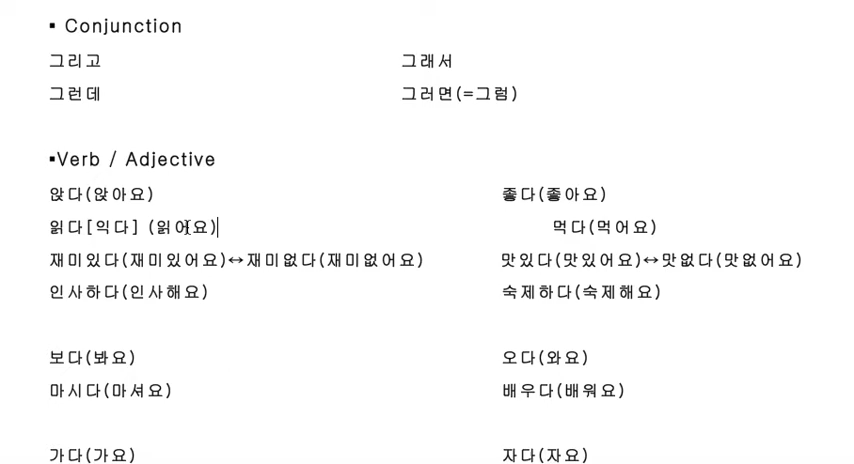 ▪ Conjunction
그리고 그래서
그런데 그러면(=그럼)
▪Verb / Adjective
앉다(앉아요) 좋다(좋아요)
읽다[익다] (읽어요) 먹다(먹어요)
재미있다(재미있어요)↔재미없다(재미없어요) 맛있다(맛있어요)↔맛없다(맛없어요)
인사하다(인사해요) 숙제하다(숙제해요)
보다(봐요) 오다(와요)
마시다(마셔요) 배우다(배워요)
가다(가요) 자다(자요)